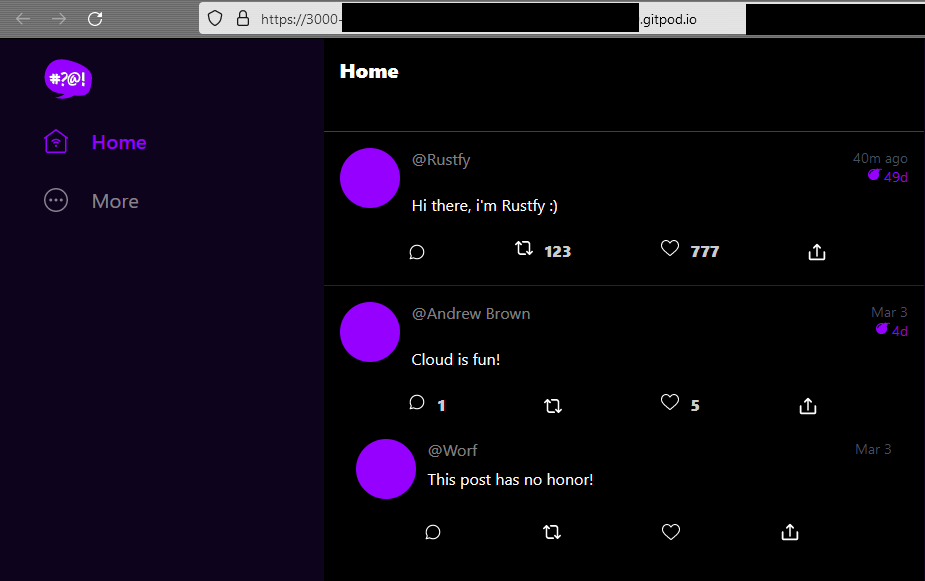 https://3000-
.gitpod.io
#?@!
Home
More
Home
@Rustfy
40m ago
49d
Hi there, i'm Rustfy :)
123
777
@Andrew Brown
Mar 3
4d
Cloud is fun!
1
5
@Worf
Mar 3
This post has no honor!